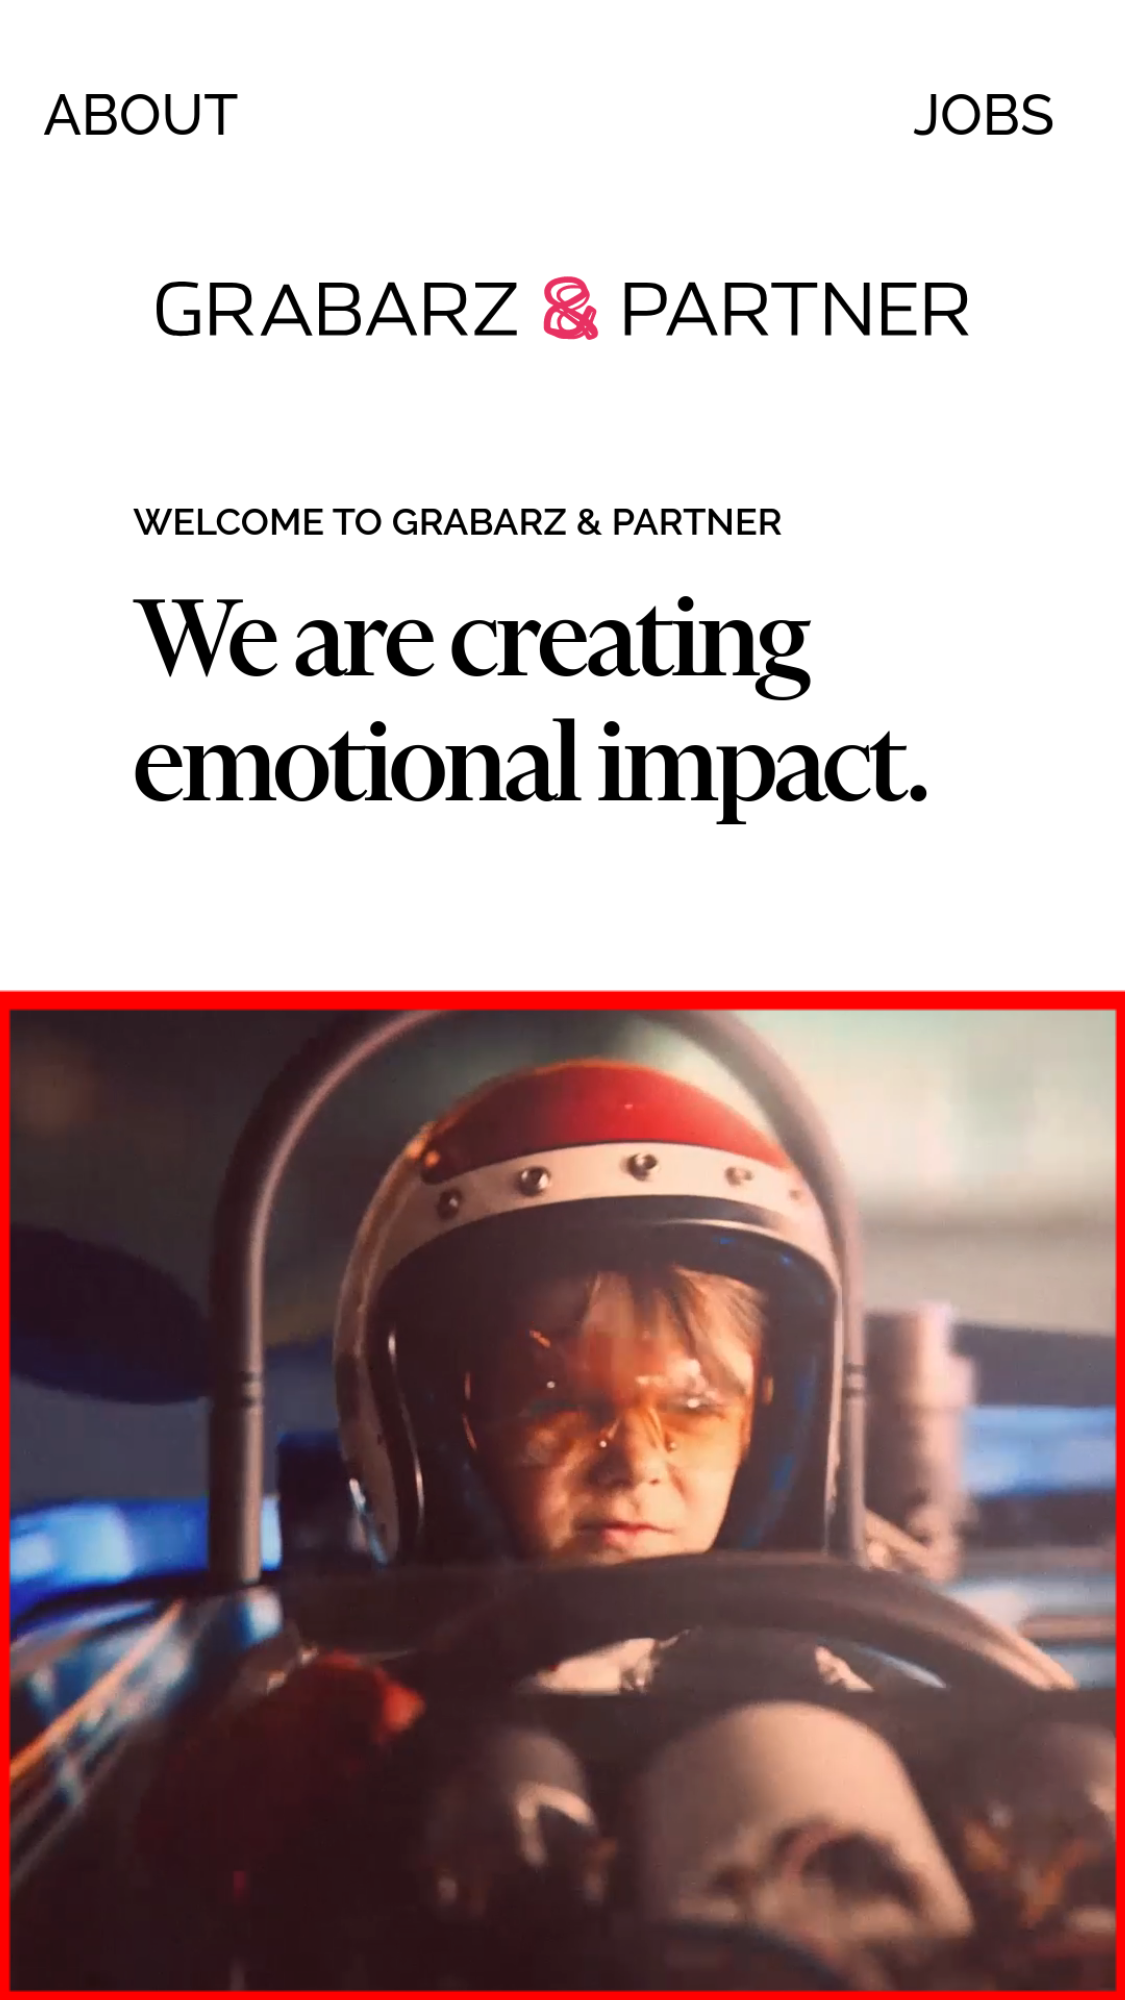 ABOUT
JOBS
GRABARZ & PARTNER
WELCOME TO GRABARZ & PARTNER
We are creating
emotional impact.